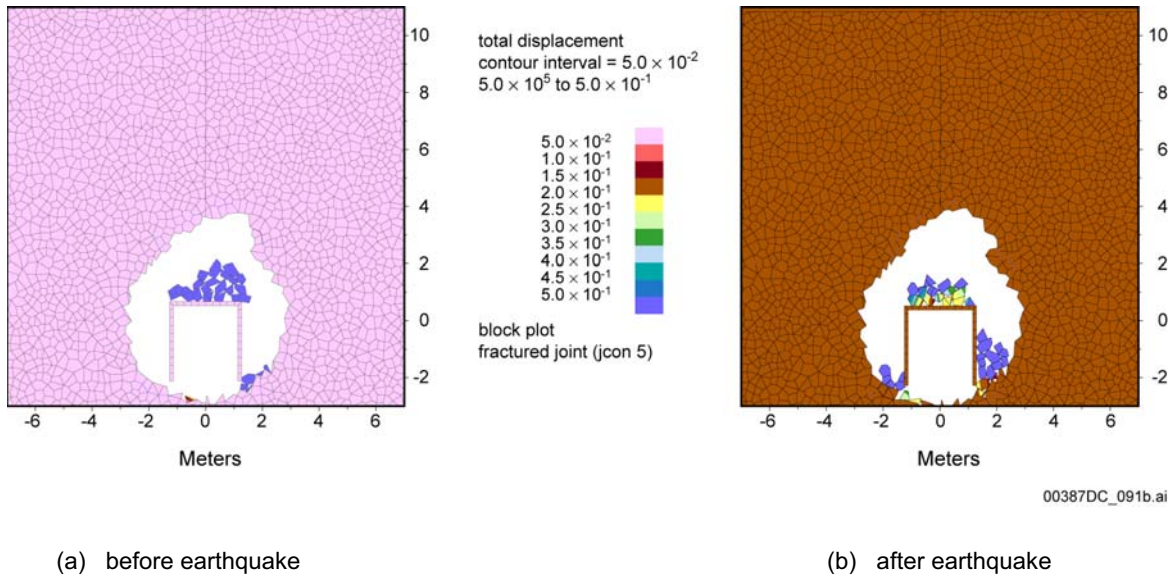 10
8
6
4
2
0
-2
-6 -4 -2 0 2 4 6
Meters
total displacement
contour interval = 5.0 × 10⁻²
5.0 × 10⁵ to 5.0 × 10⁻¹
5.0 × 10⁻²
1.0 × 10⁻¹
1.5 × 10⁻¹
2.0 × 10⁻¹
2.5 × 10⁻¹
3.0 × 10⁻¹
3.5 × 10⁻¹
4.0 × 10⁻¹
4.5 × 10⁻¹
5.0 × 10⁻¹
block plot
fractured joint (jcon 5)
10
8
6
4
2
0
-2
-6 -4 -2 0 2 4 6
Meters
00387DC_091b.ai
(a) before earthquake
(b) after earthquake